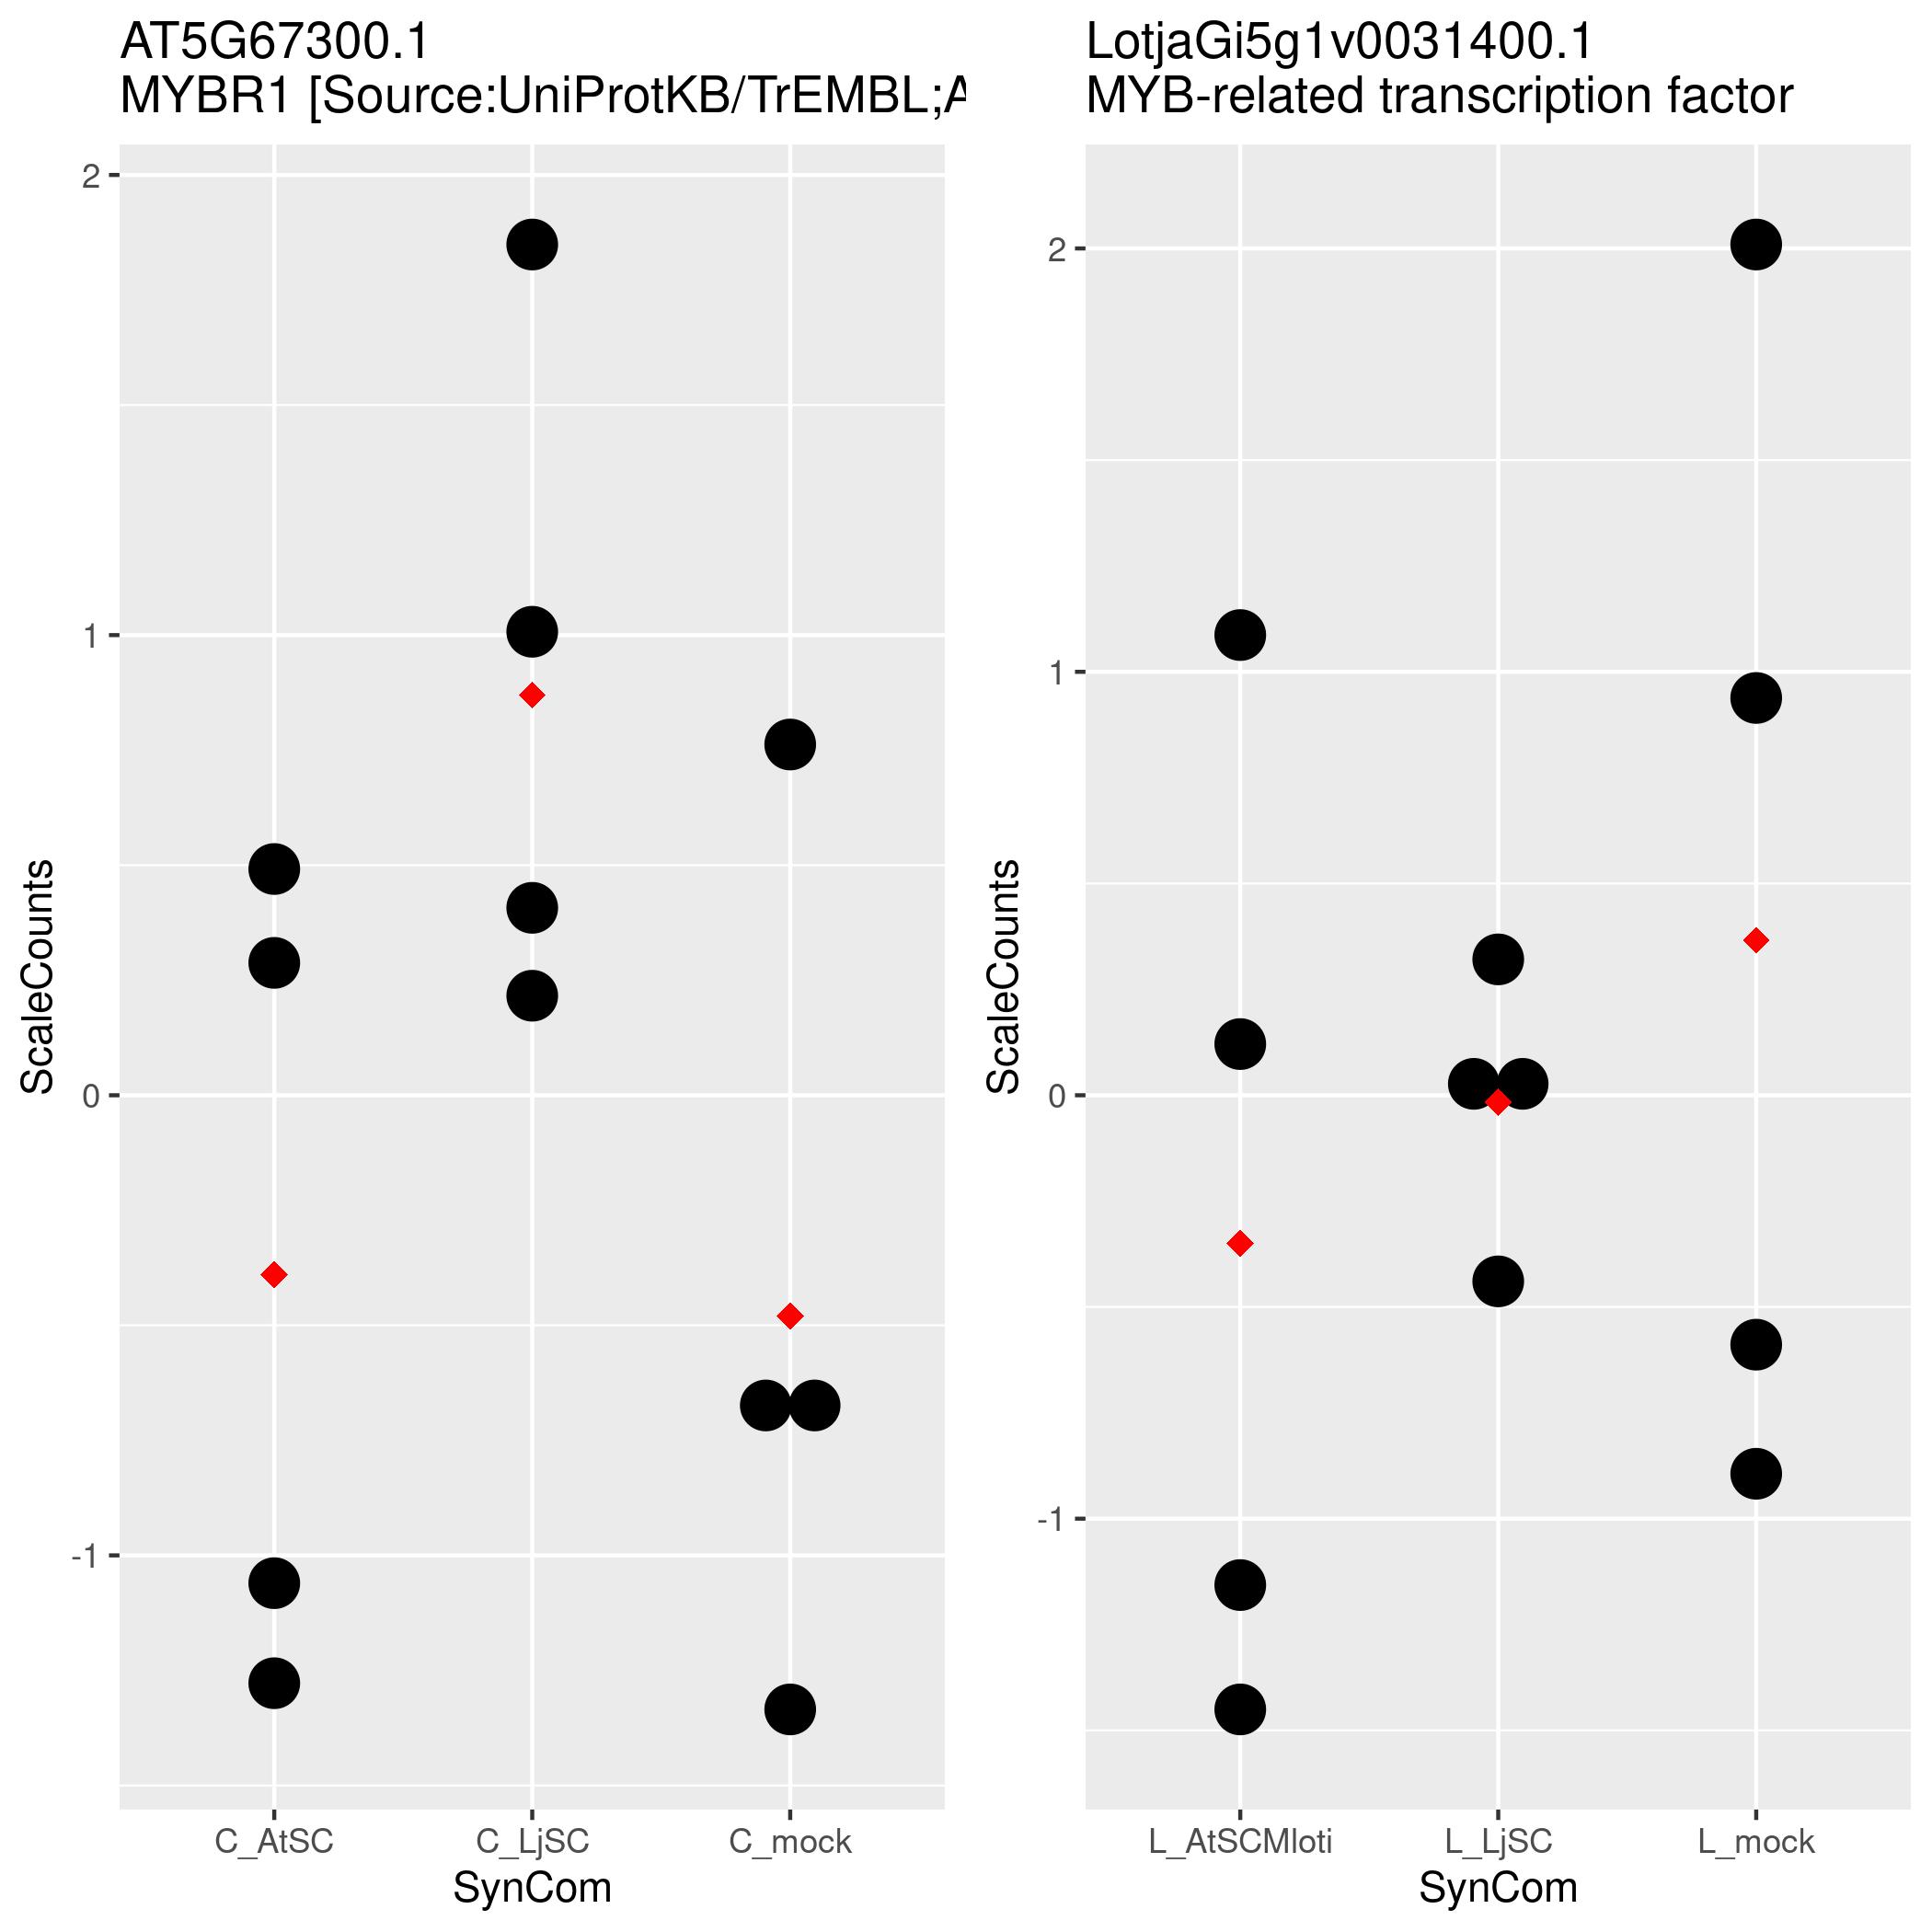 AT5G67300.1
MYBR1 [Source:UniProtKB/TrEMBL;A
ScaleCounts
2
1
0
-1
C_AtSC
C_LjSC
C_mock
SynCom
LotjaGi5g1v0031400.1
MYB-related transcription factor
ScaleCounts
2
1
0
-1
L_AtSCMloti
L_LjSC
L_mock
SynCom